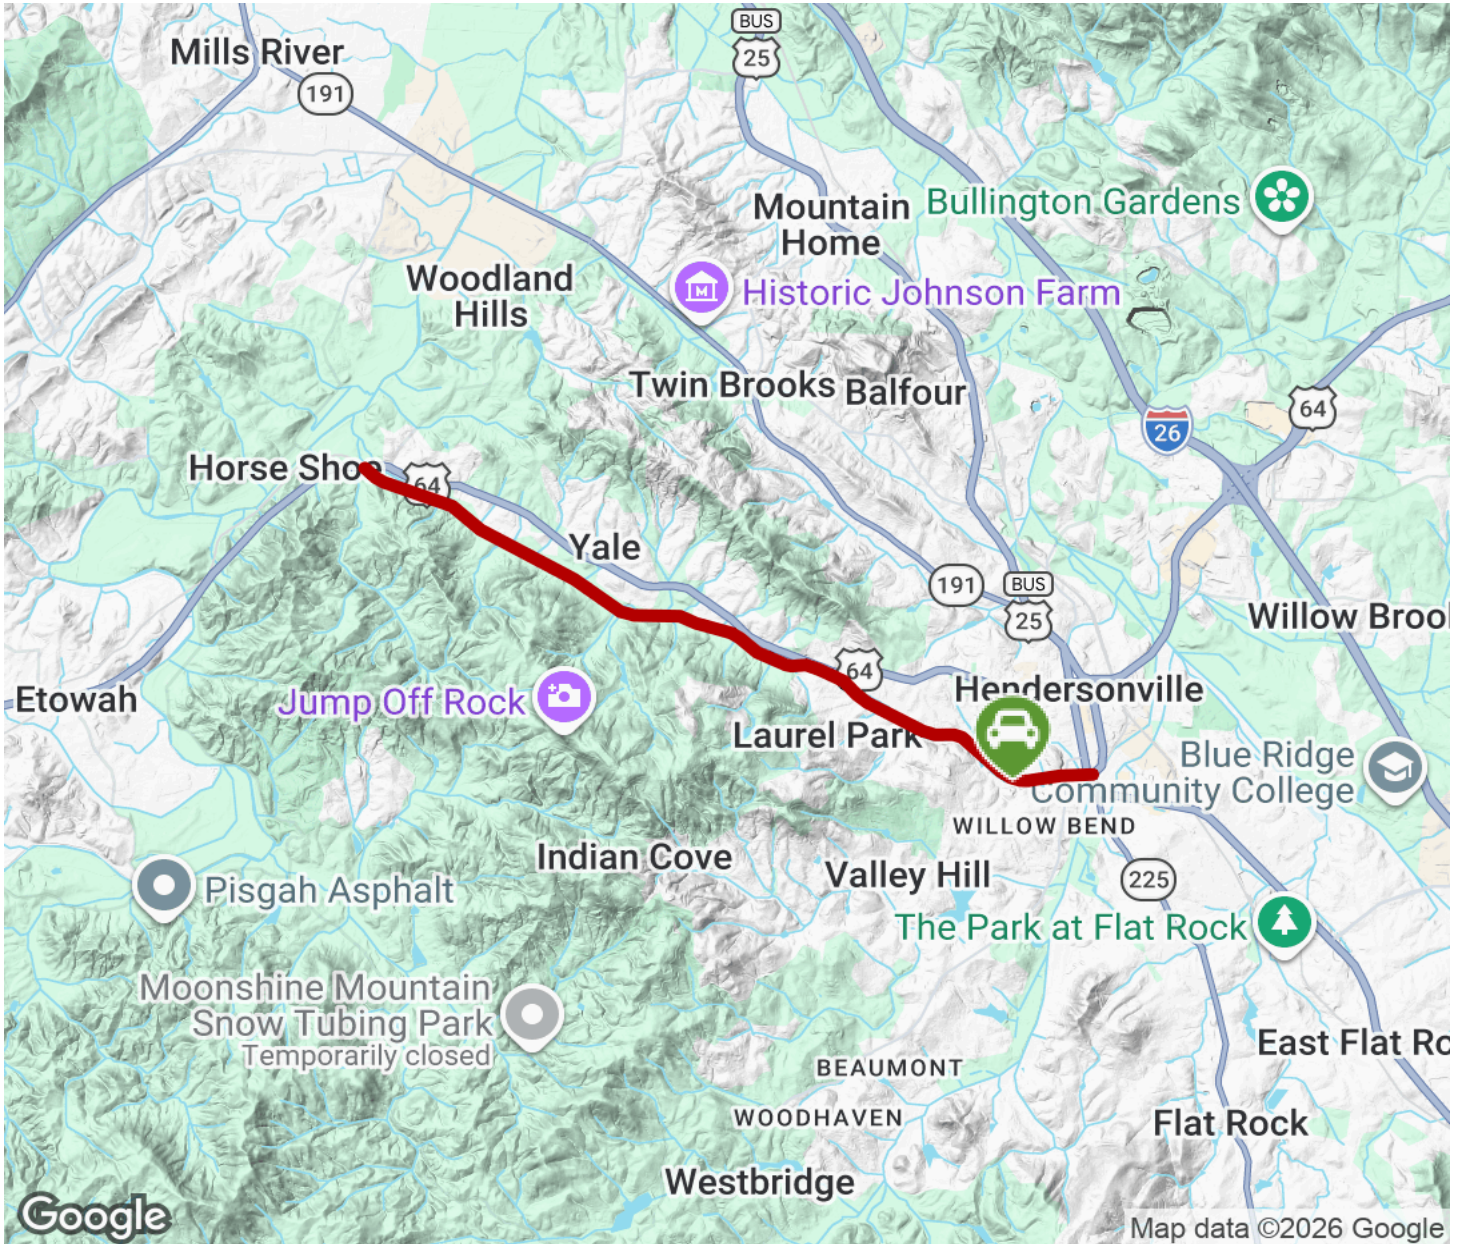 BUS
25
Mills River
191
Mountain
Home
Bullington Gardens
Woodland
Hills
Historic Johnson Farm
Twin Brooks
Balfour
64
26
Horse Shoe
64
Yale
191
BUS
25
Willow Brook
64
Hendersonville
Etowah
Jump Off Rock
Laurel Park
Blue Ridge
Community College
WILLOW BEND
Indian Cove
Valley Hill
225
Pisgah Asphalt
The Park at Flat Rock
Moonshine Mountain
Snow Tubing Park
Temporarily closed
East Flat Ro
BEAUMONT
WOODHAVEN
Flat Rock
Westbridge
Google
Map data ©2026 Google